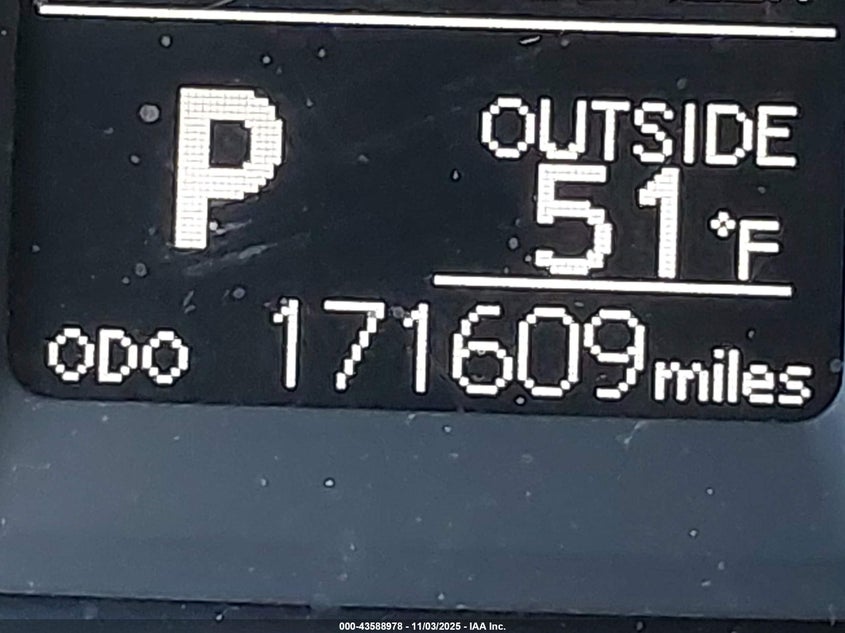 P
OUTSIDE
51°F
ODO 171609 miles
000-43588978 - 11/03/2025 - IAA Inc.